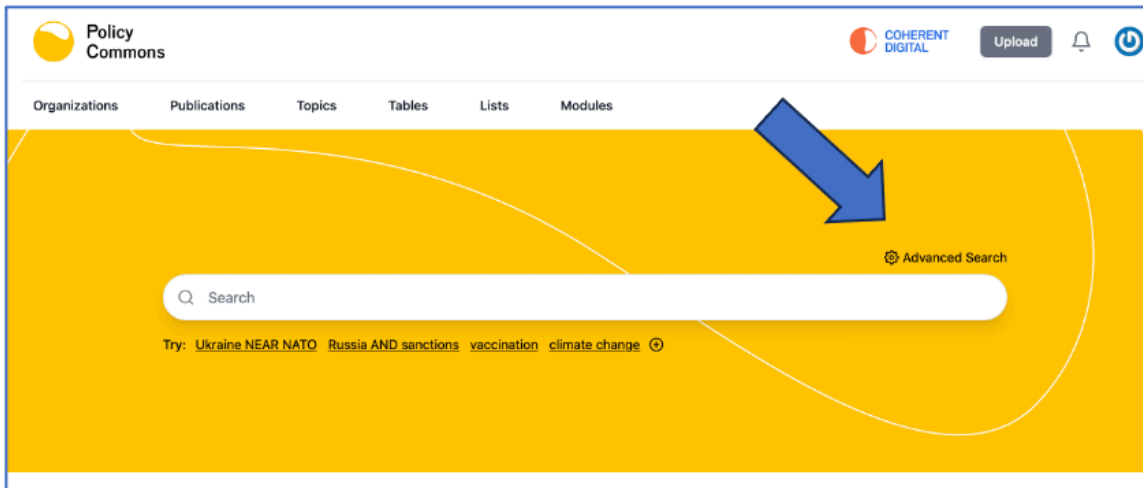 Policy
Commons
COHERENT
DIGITAL
Upload
Organizations Publications Topics Tables Lists Modules
Advanced Search
Search
Try: Ukraine NEAR NATO Russia AND sanctions vaccination climate change